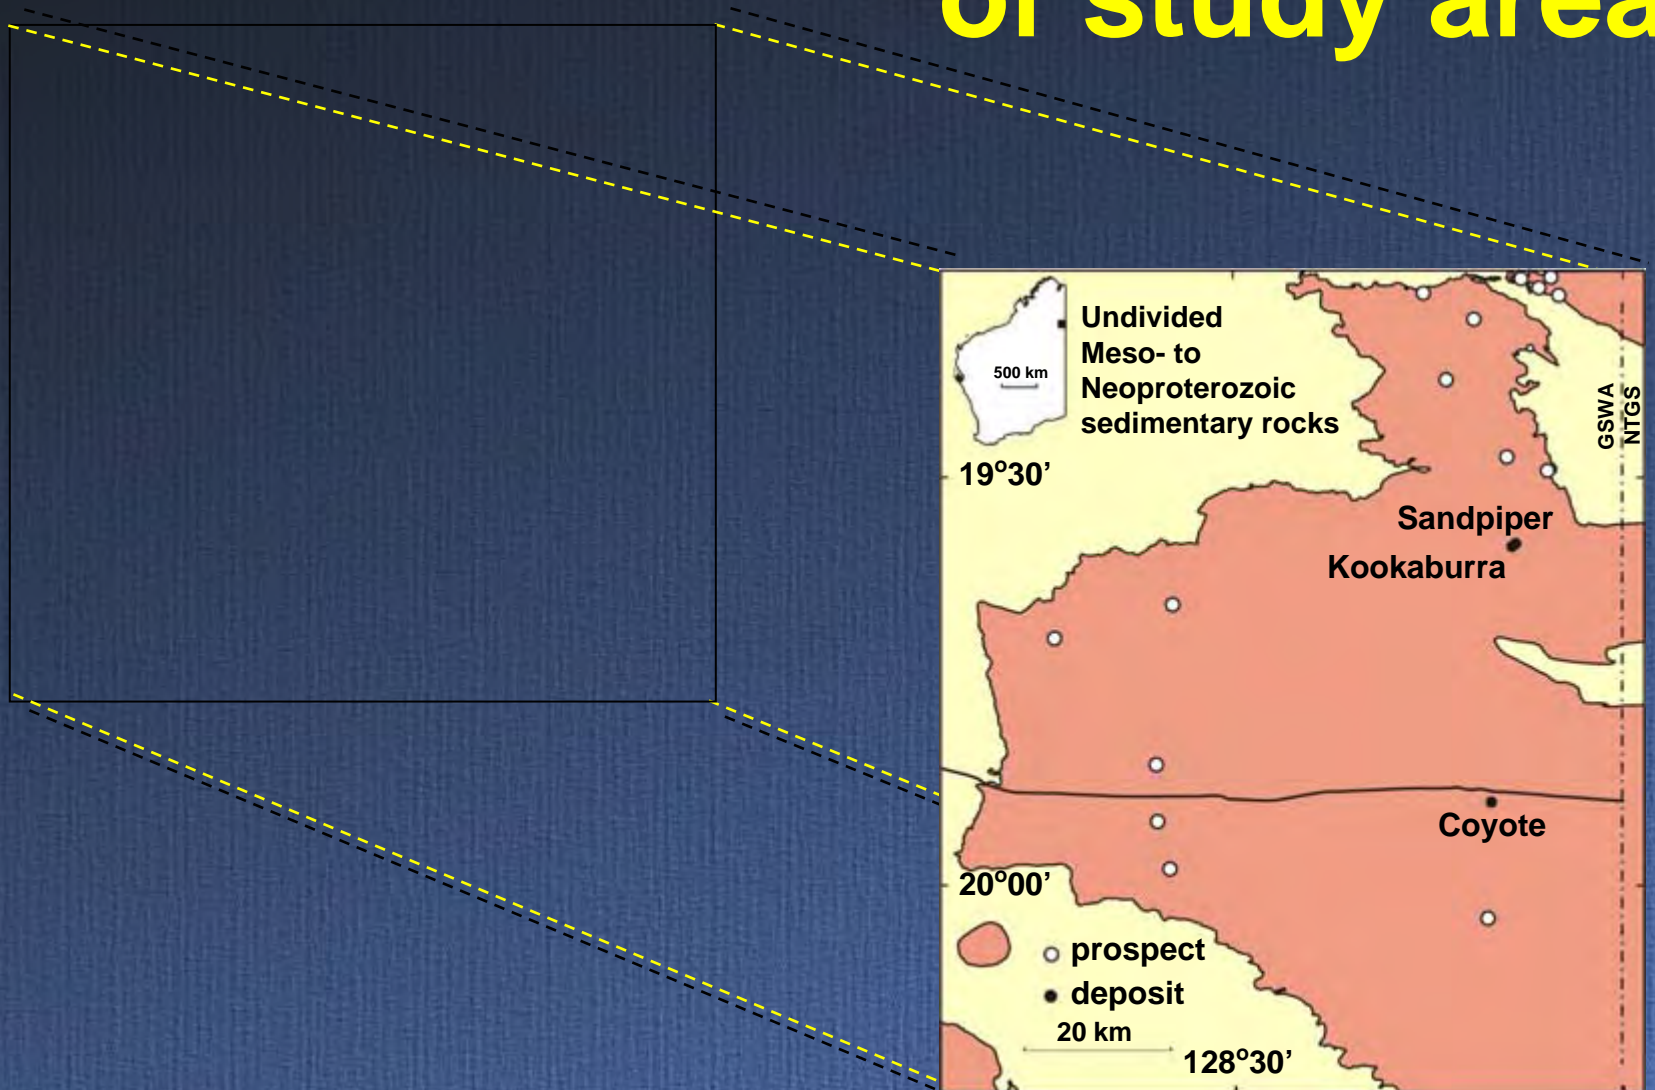 of study area
Undivided
Meso- to
Neoproterozoic
sedimentary rocks
500 km
GSWA
NTGS
19°30’
Sandpiper
Kookaburra
Coyote
20°00’
prospect
deposit
20 km
128°30’